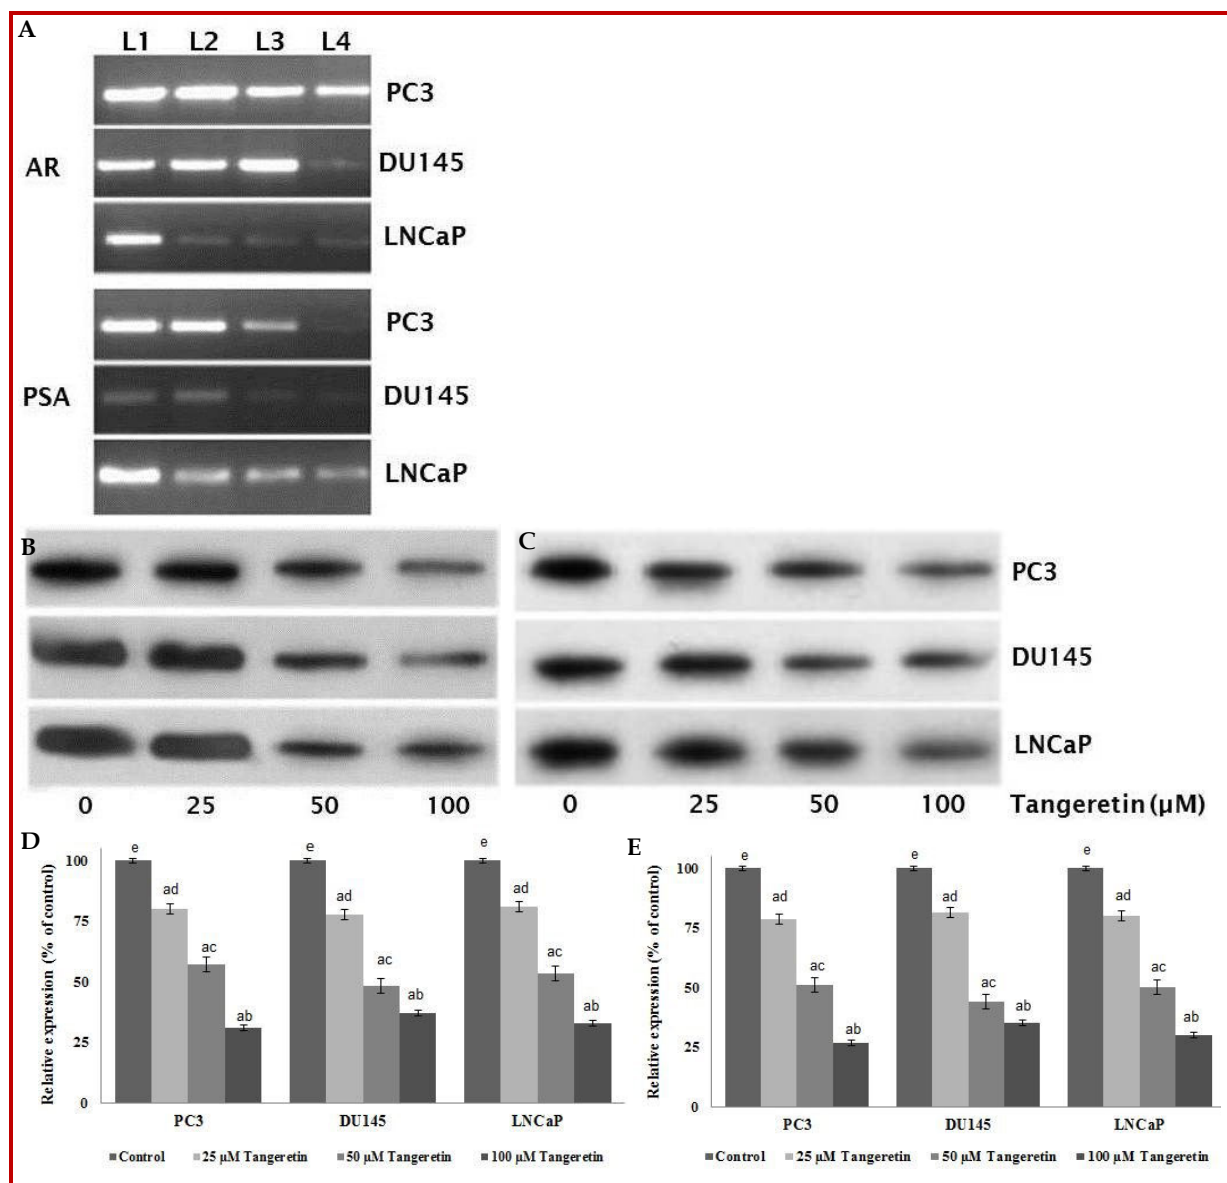 A
L1 L2 L3 L4
PC3
AR
DU145
LNCaP
PC3
PSA
DU145
LNCaP
B
C
PC3
DU145
LNCaP
0 25 50 100
0 25 50 100 Tangeretin (µM)
D
Relative expression (% of control)
100
75
50
25
0
e ad ac ab
e ad ac ab
e ad ac ab
PC3 DU145 LNCaP
Control 25 µM Tangeretin 50 µM Tangeretin 100 µM Tangeretin
E
Relative expression (% of control)
100
75
50
25
0
e ad ac ab
e ad ac ab
e ad ac ab
PC3 DU145 LNCaP
Control 25 µM Tangeretin 50 µM Tangeretin 100 µM Tangeretin